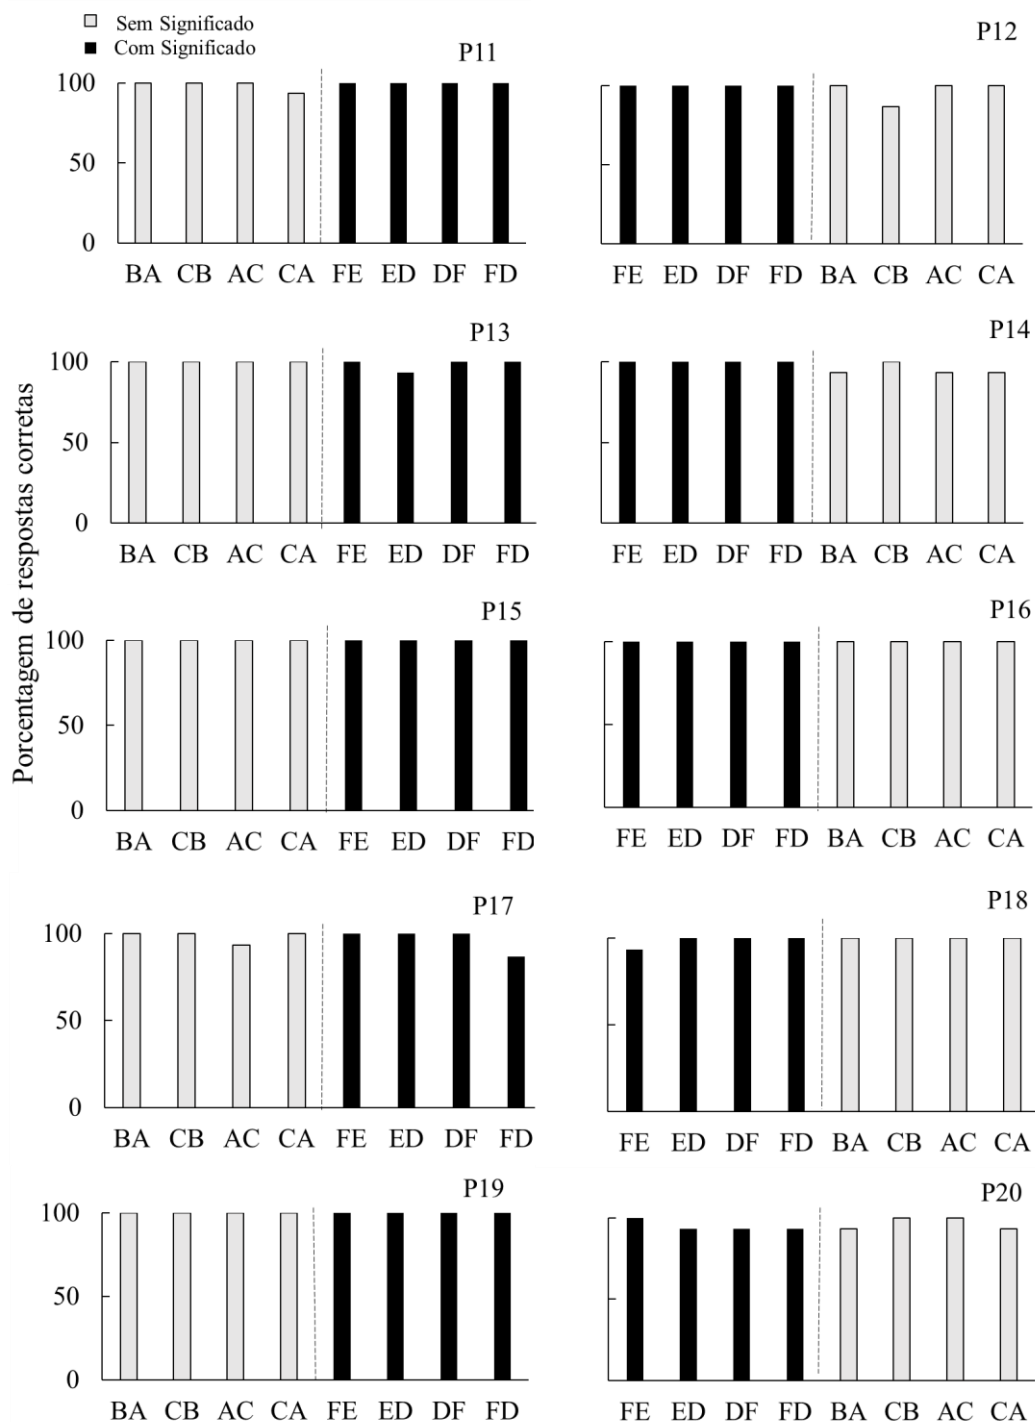 Sem Significado
Com Significado
P11
P12
100
50
0
BA CB AC CA FE ED DF FD
FE ED DF FD BA CB AC CA
Porcentagem de respostas corretas
P13
P14
100
50
0
BA CB AC CA FE ED DF FD
FE ED DF FD BA CB AC CA
P15
P16
100
50
0
BA CB AC CA FE ED DF FD
FE ED DF FD BA CB AC CA
P17
P18
100
50
0
BA CB AC CA FE ED DF FD
FE ED DF FD BA CB AC CA
P19
P20
100
50
0
BA CB AC CA FE ED DF FD
FE ED DF FD BA CB AC CA